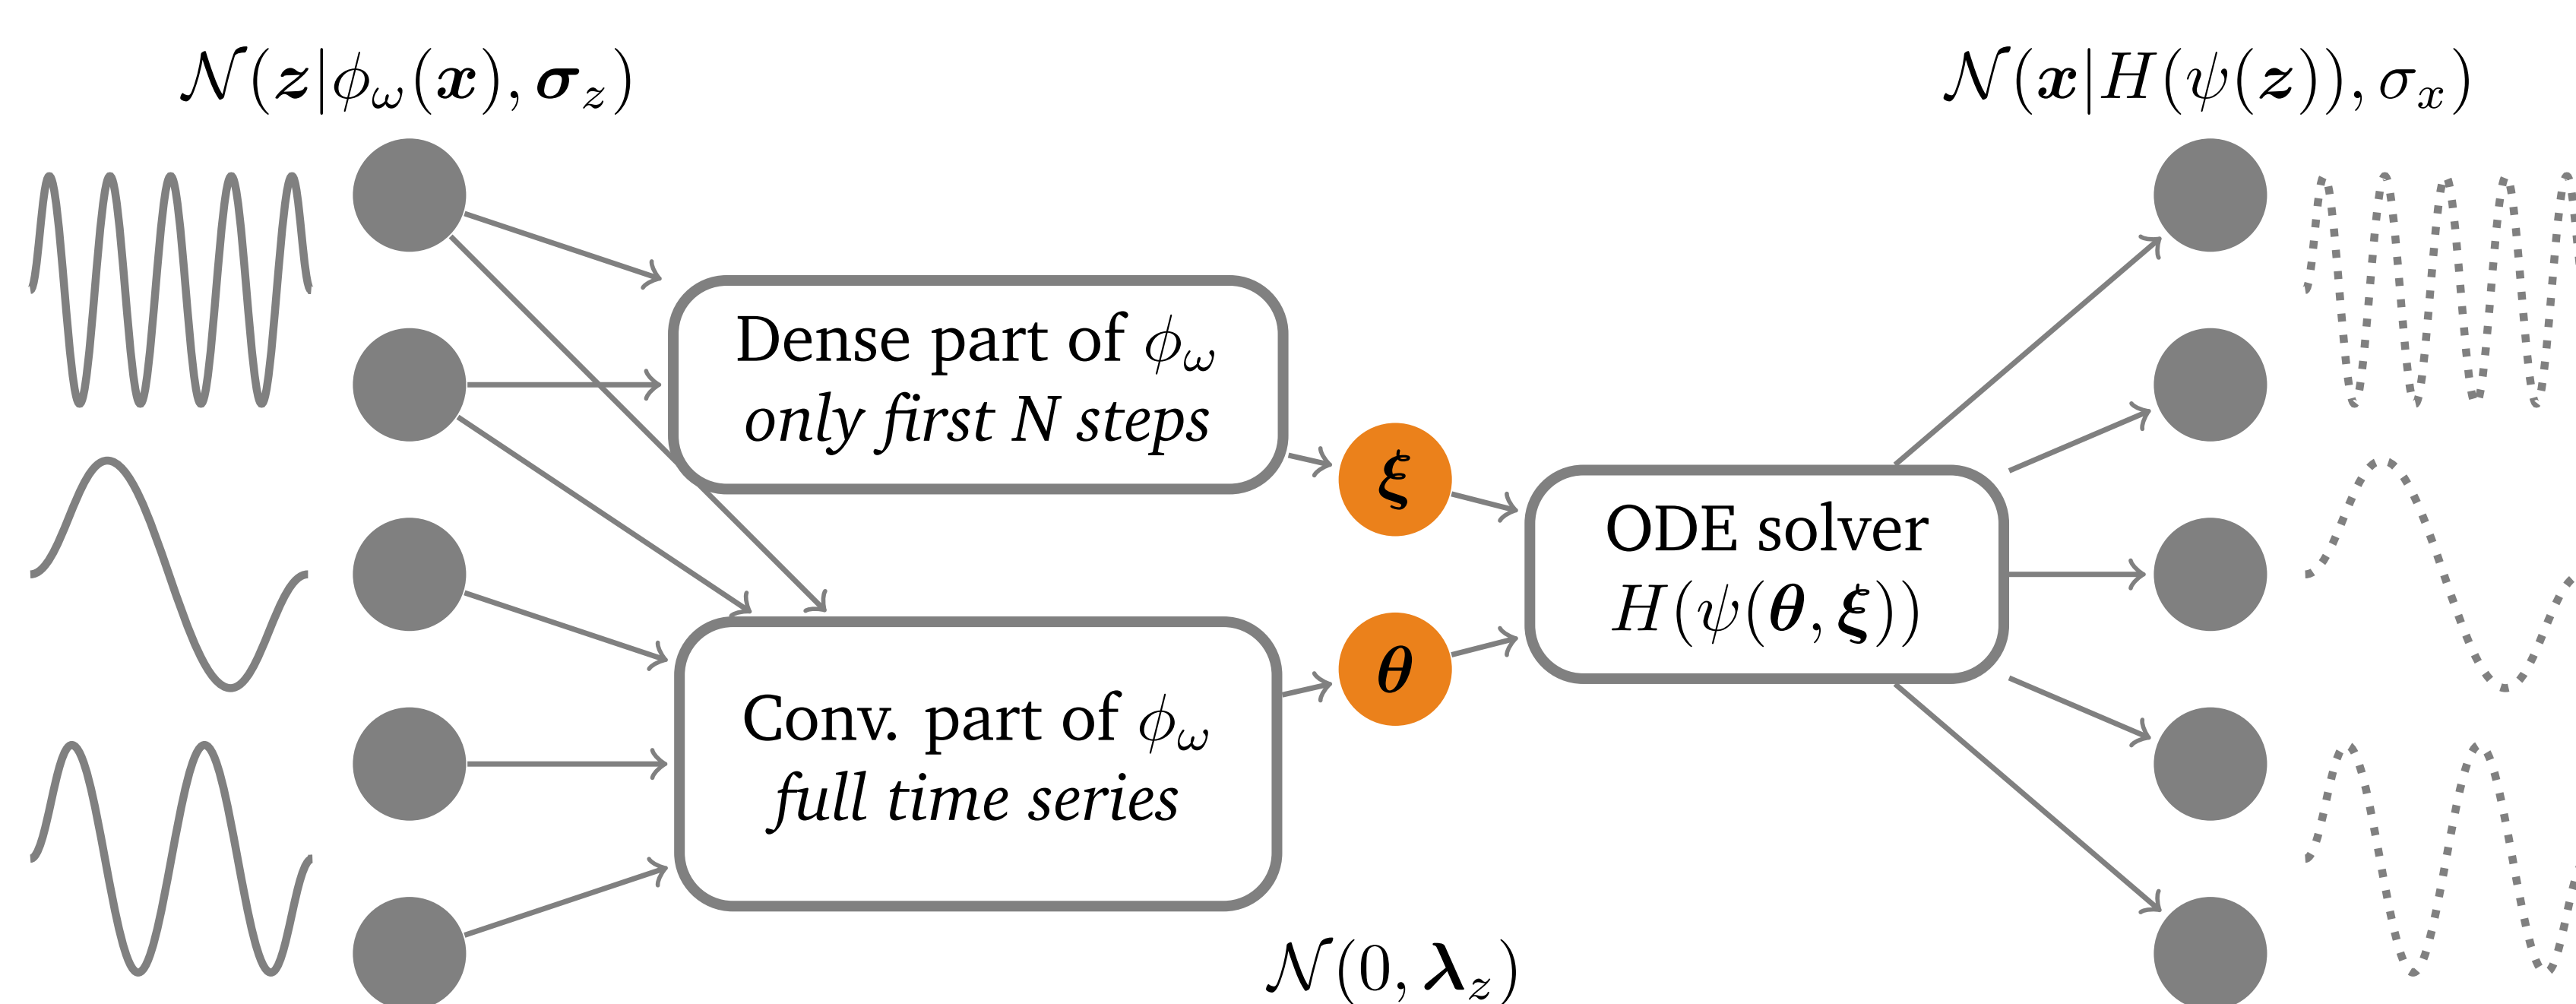 𝒩(𝒛|ϕ_ω(𝒙), 𝝈_z)
𝒩(𝒙|H(ψ(𝒛)), σ_x)
Dense part of ϕ_ω
only first N steps
𝝃
ODE solver
H(ψ(𝜽, 𝝃))
𝜽
Conv. part of ϕ_ω
full time series
𝒩(0, 𝝀_z)